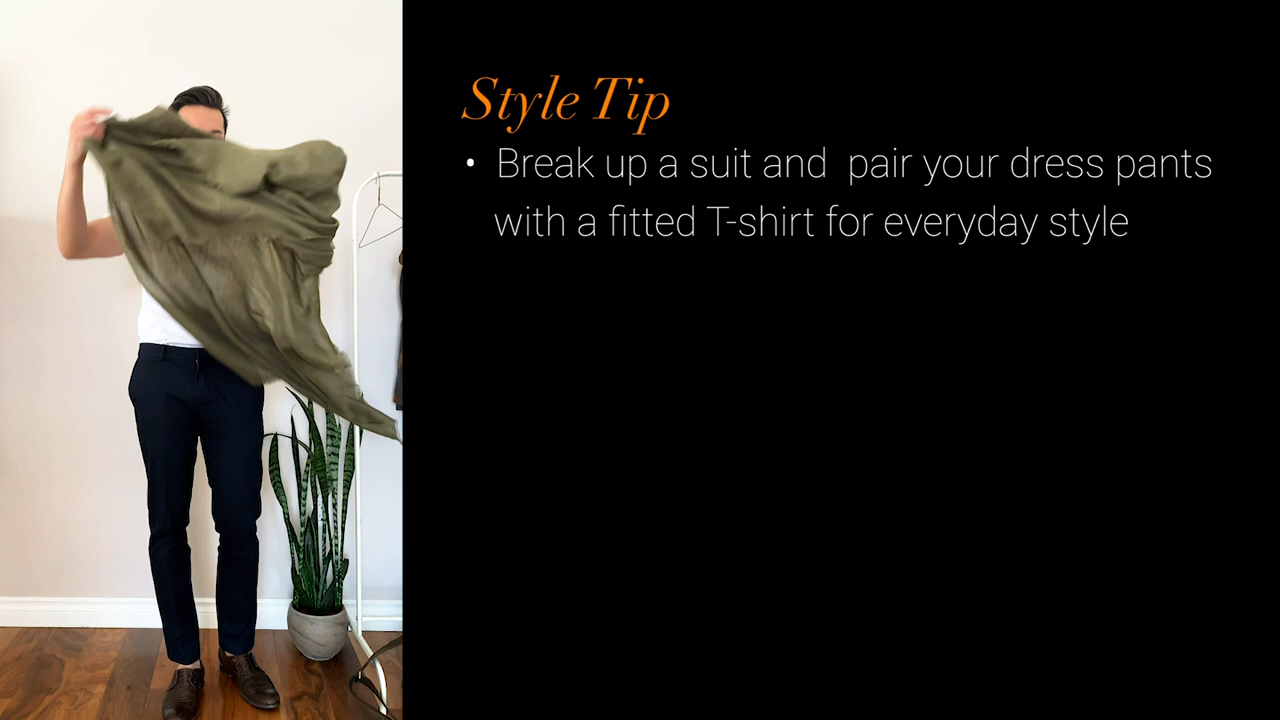 Style Tip
• Break up a suit and  pair your dress pants
with a fitted T-shirt for everyday style